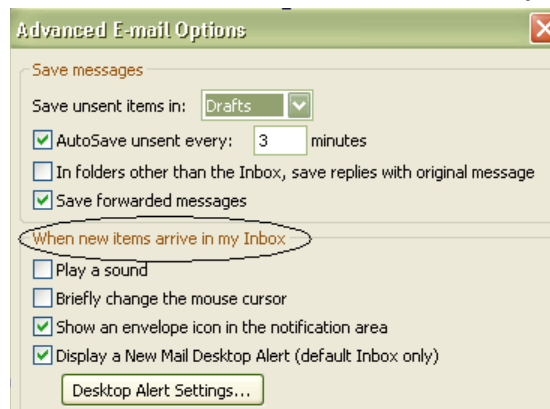 Advanced E-mail Options
Save messages
Save unsent items in: Drafts
AutoSave unsent every: 3 minutes
In folders other than the Inbox, save replies with original message
Save forwarded messages
When new items arrive in my Inbox
Play a sound
Briefly change the mouse cursor
Show an envelope icon in the notification area
Display a New Mail Desktop Alert (default Inbox only)
Desktop Alert Settings...